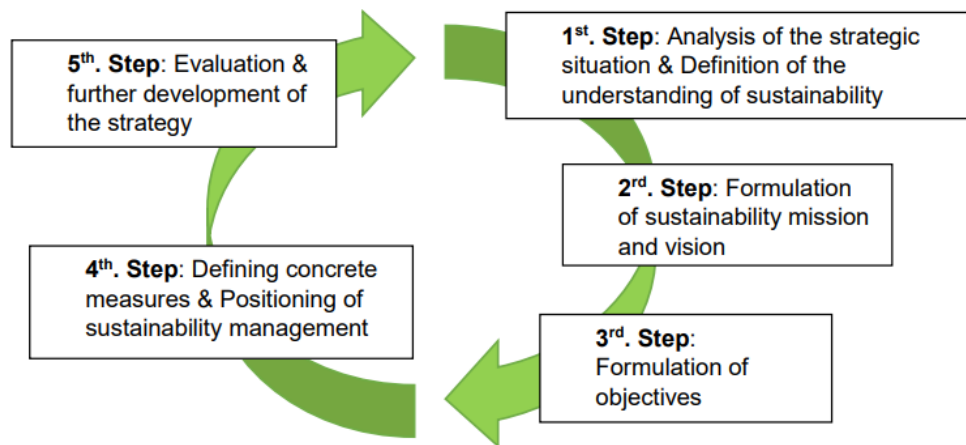 1st. Step: Analysis of the strategic
situation & Definition of the
understanding of sustainability
2rd. Step: Formulation
of sustainability mission
and vision
3rd. Step:
Formulation of
objectives
4th. Step: Defining concrete
measures & Positioning of
sustainability management
5th. Step: Evaluation &
further development of
the strategy